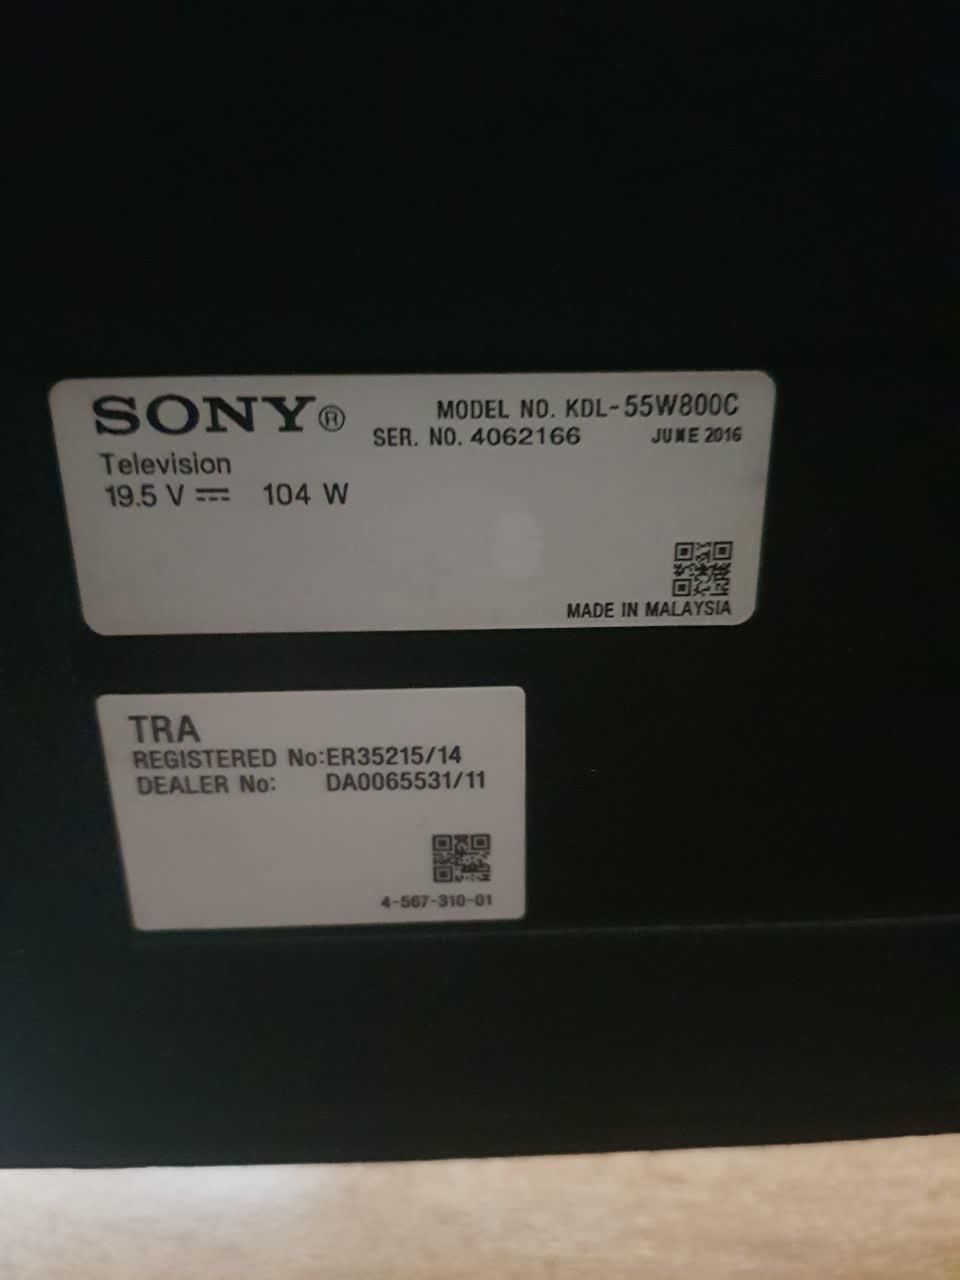 SONY®
MODEL NO. KDL-55W800C
SER. NO. 4062166
JUNE 2016
Television
19.5 V ⎓ 104 W
MADE IN MALAYSIA
TRA
REGISTERED No:ER35215/14
DEALER No: DA0065531/11
4-567-310-01